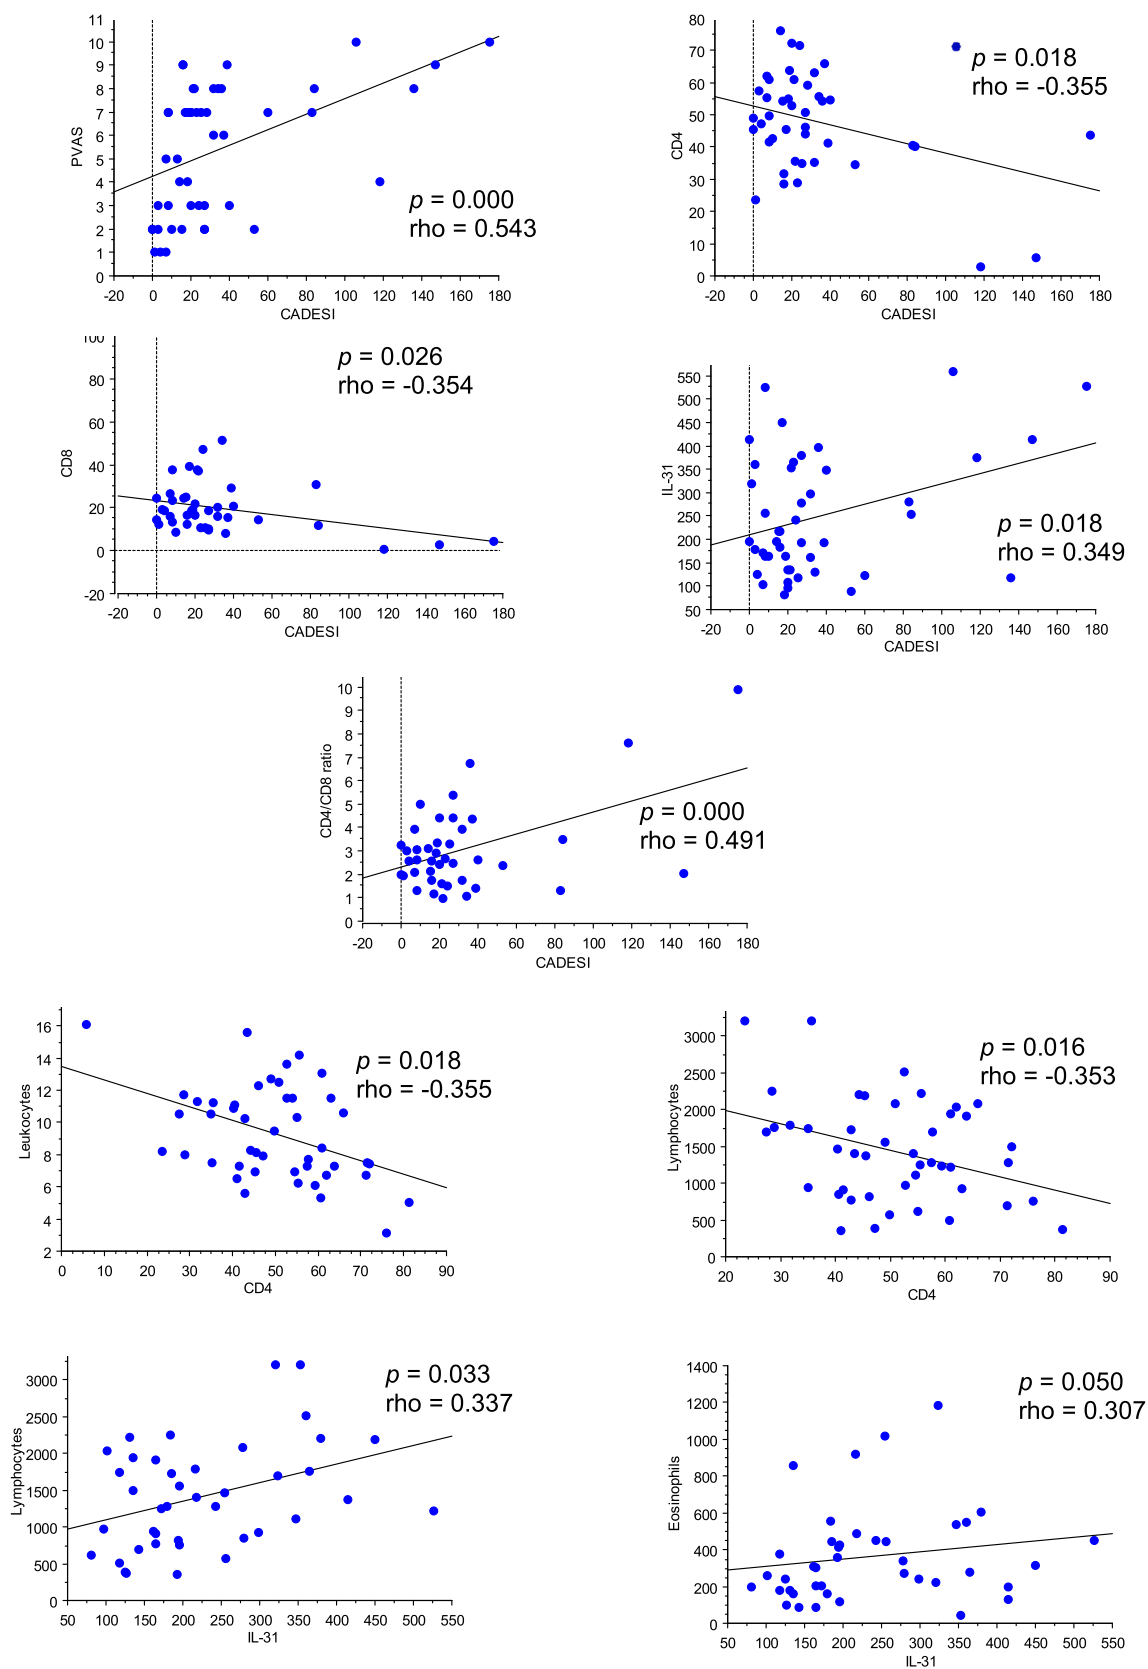 11
10
9
8
7
6
5
4
3
2
1
0
PVAS
p = 0.000
rho = 0.543
-20 0 20 40 60 80 100 120 140 160 180
CADESI
80
70
60
50
40
30
20
10
0
CD4
p = 0.018
rho = -0.355
-20 0 20 40 60 80 100 120 140 160 180
CADESI
100
80
60
40
20
0
-20
CD8
p = 0.026
rho = -0.354
-20 0 20 40 60 80 100 120 140 160 180
CADESI
550
500
450
400
350
300
250
200
150
100
50
IL-31
p = 0.018
rho = 0.349
-20 0 20 40 60 80 100 120 140 160 180
CADESI
10
9
8
7
6
5
4
3
2
1
0
CD4/CD8 ratio
p = 0.000
rho = 0.491
-20 0 20 40 60 80 100 120 140 160 180
CADESI
16
14
12
10
8
6
4
2
Leukocytes
p = 0.018
rho = -0.355
0 10 20 30 40 50 60 70 80 90
CD4
3000
2500
2000
1500
1000
500
0
Lymphocytes
p = 0.016
rho = -0.353
20 30 40 50 60 70 80 90
CD4
3000
2500
2000
1500
1000
500
0
Lymphocytes
p = 0.033
rho = 0.337
50 100 150 200 250 300 350 400 450 550
IL-31
1400
1200
1000
800
600
400
200
0
Eosinophils
p = 0.050
rho = 0.307
50 100 150 200 250 300 350 400 450 500 550
IL-31